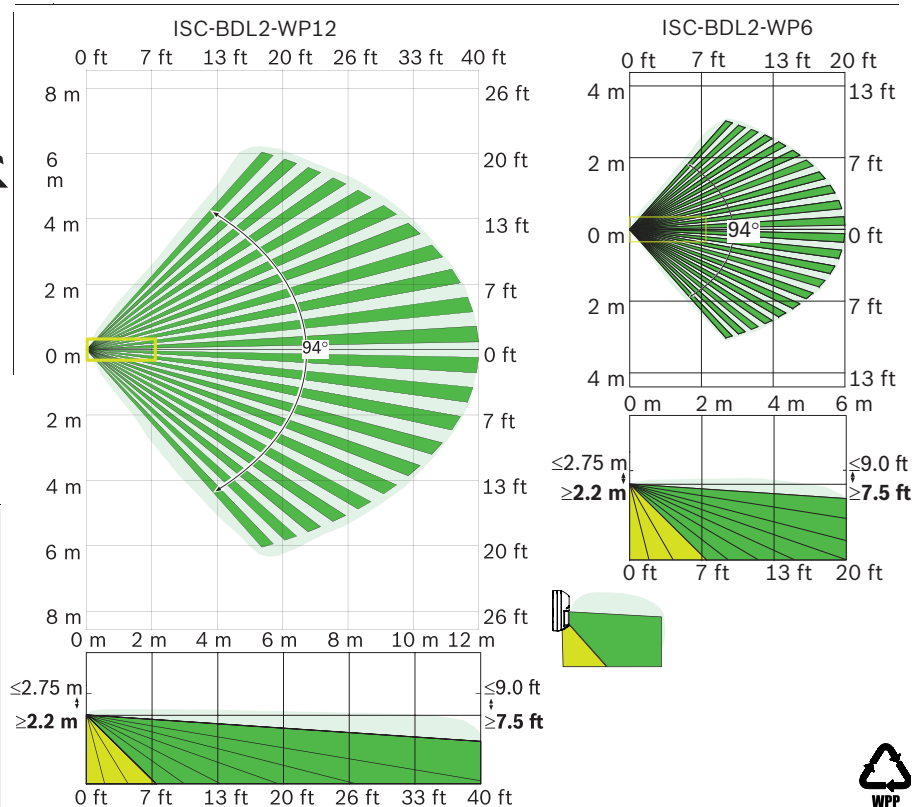 ISC-BDL2-WP12
0 ft 7 ft 13 ft 20 ft 26 ft 33 ft 40 ft
8 m
26 ft
6 m
20 ft
4 m
13 ft
2 m
7 ft
0 m
94°
0 ft
2 m
7 ft
4 m
13 ft
6 m
20 ft
8 m
26 ft
0 m 2 m 4 m 6 m 8 m 10 m 12 m
≤2.75 m
≤9.0 ft
≥2.2 m
≥7.5 ft
0 ft 7 ft 13 ft 20 ft 26 ft 33 ft 40 ft
ISC-BDL2-WP6
0 ft 7 ft 13 ft 20 ft
4 m
13 ft
2 m
7 ft
0 m
94°
0 ft
2 m
7 ft
4 m
13 ft
0 m 2 m 4 m 6 m
≤2.75 m
≤9.0 ft
≥2.2 m
≥7.5 ft
0 ft 7 ft 13 ft 20 ft
WPP